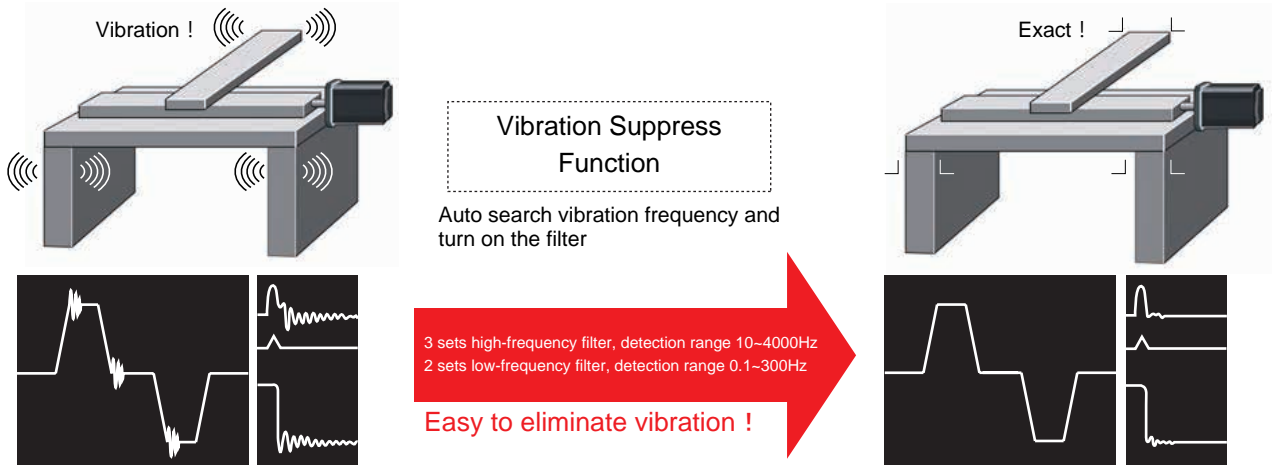 Vibration !
Exact !
Vibration Suppress
Function
Auto search vibration frequency and
turn on the filter
3 sets high-frequency filter, detection range 10~4000Hz
2 sets low-frequency filter, detection range 0.1~300Hz
Easy to eliminate vibration !